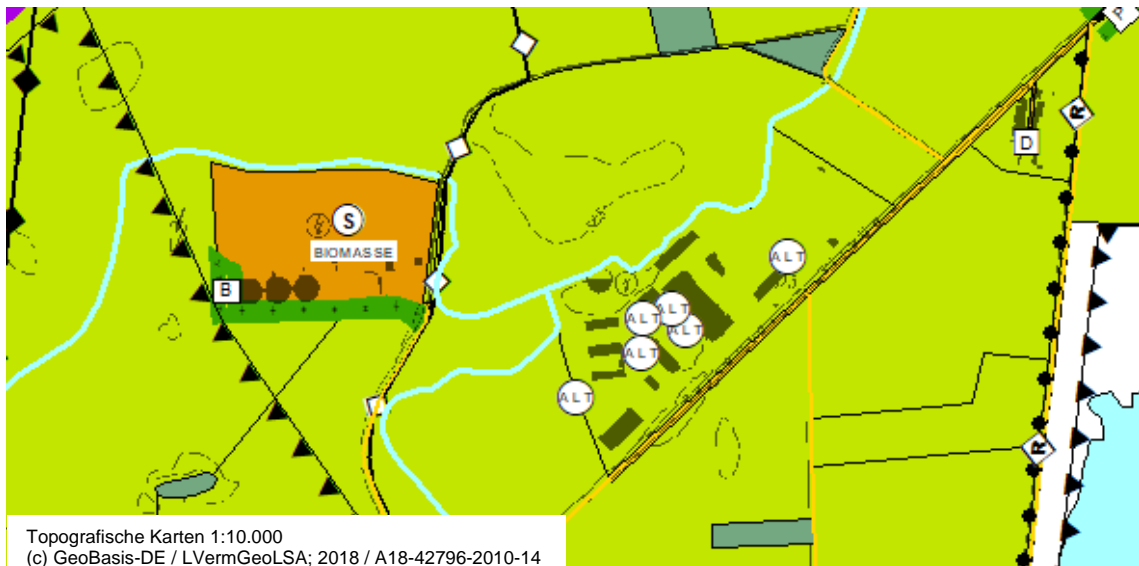 A
R
D
S
BIOMASSE
ALT
B
ALT
ALT
ALT
ALT
ALT
R
Topografische Karten 1:10.000
(c) GeoBasis-DE / LVermGeoLSA; 2018 / A18-42796-2010-14